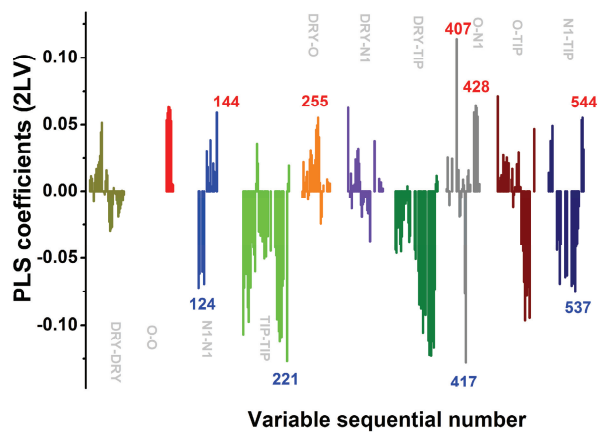 PLS coefficients (2LV)
0.10
0.05
0.00
-0.05
-0.10
DRY-DRY
O-O
N1-N1
TIP-TIP
DRY-O
DRY-N1
DRY-TIP
O-N1
O-TIP
N1-TIP
144
255
407
428
544
124
221
417
537
Variable sequential number